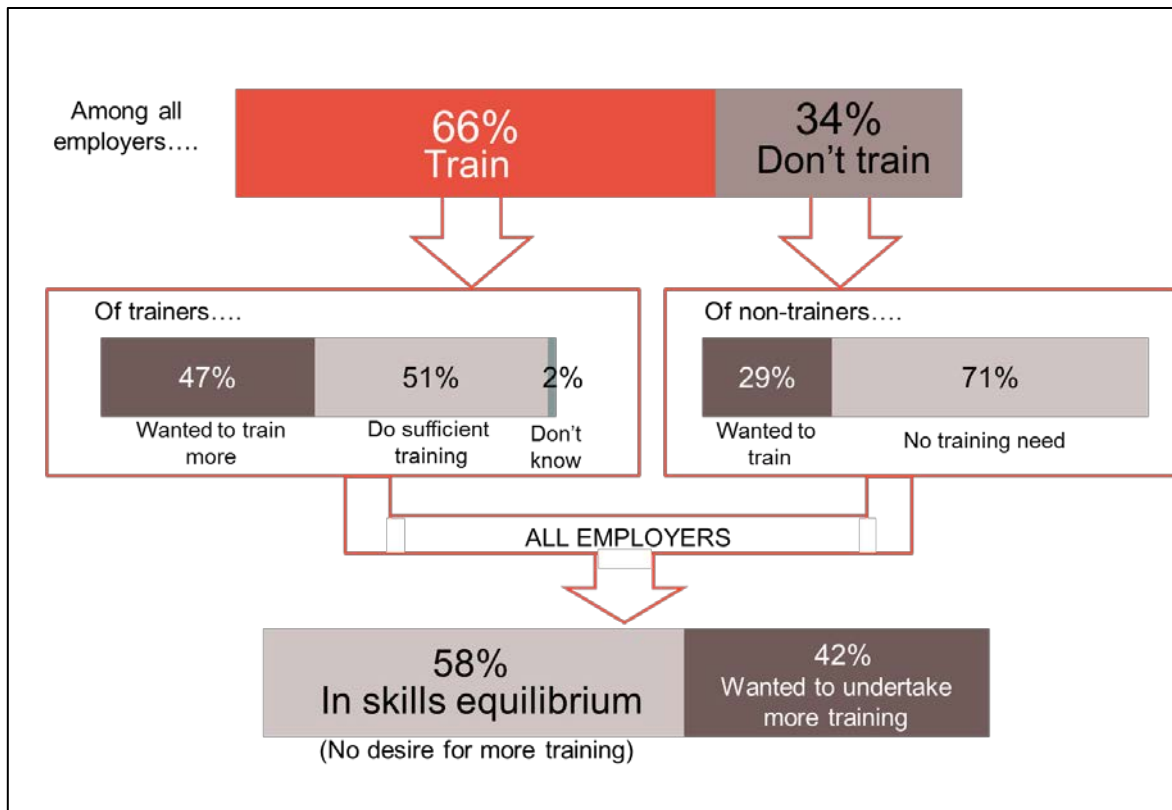 Among all
employers….
66%
Train
34%
Don’t train
Of trainers….
47%
51%
2%
Wanted to train
more
Do sufficient
training
Don’t
know
Of non-trainers….
29%
71%
Wanted to
train
No training need
ALL EMPLOYERS
58%
In skills equilibrium
(No desire for more training)
42%
Wanted to undertake
more training